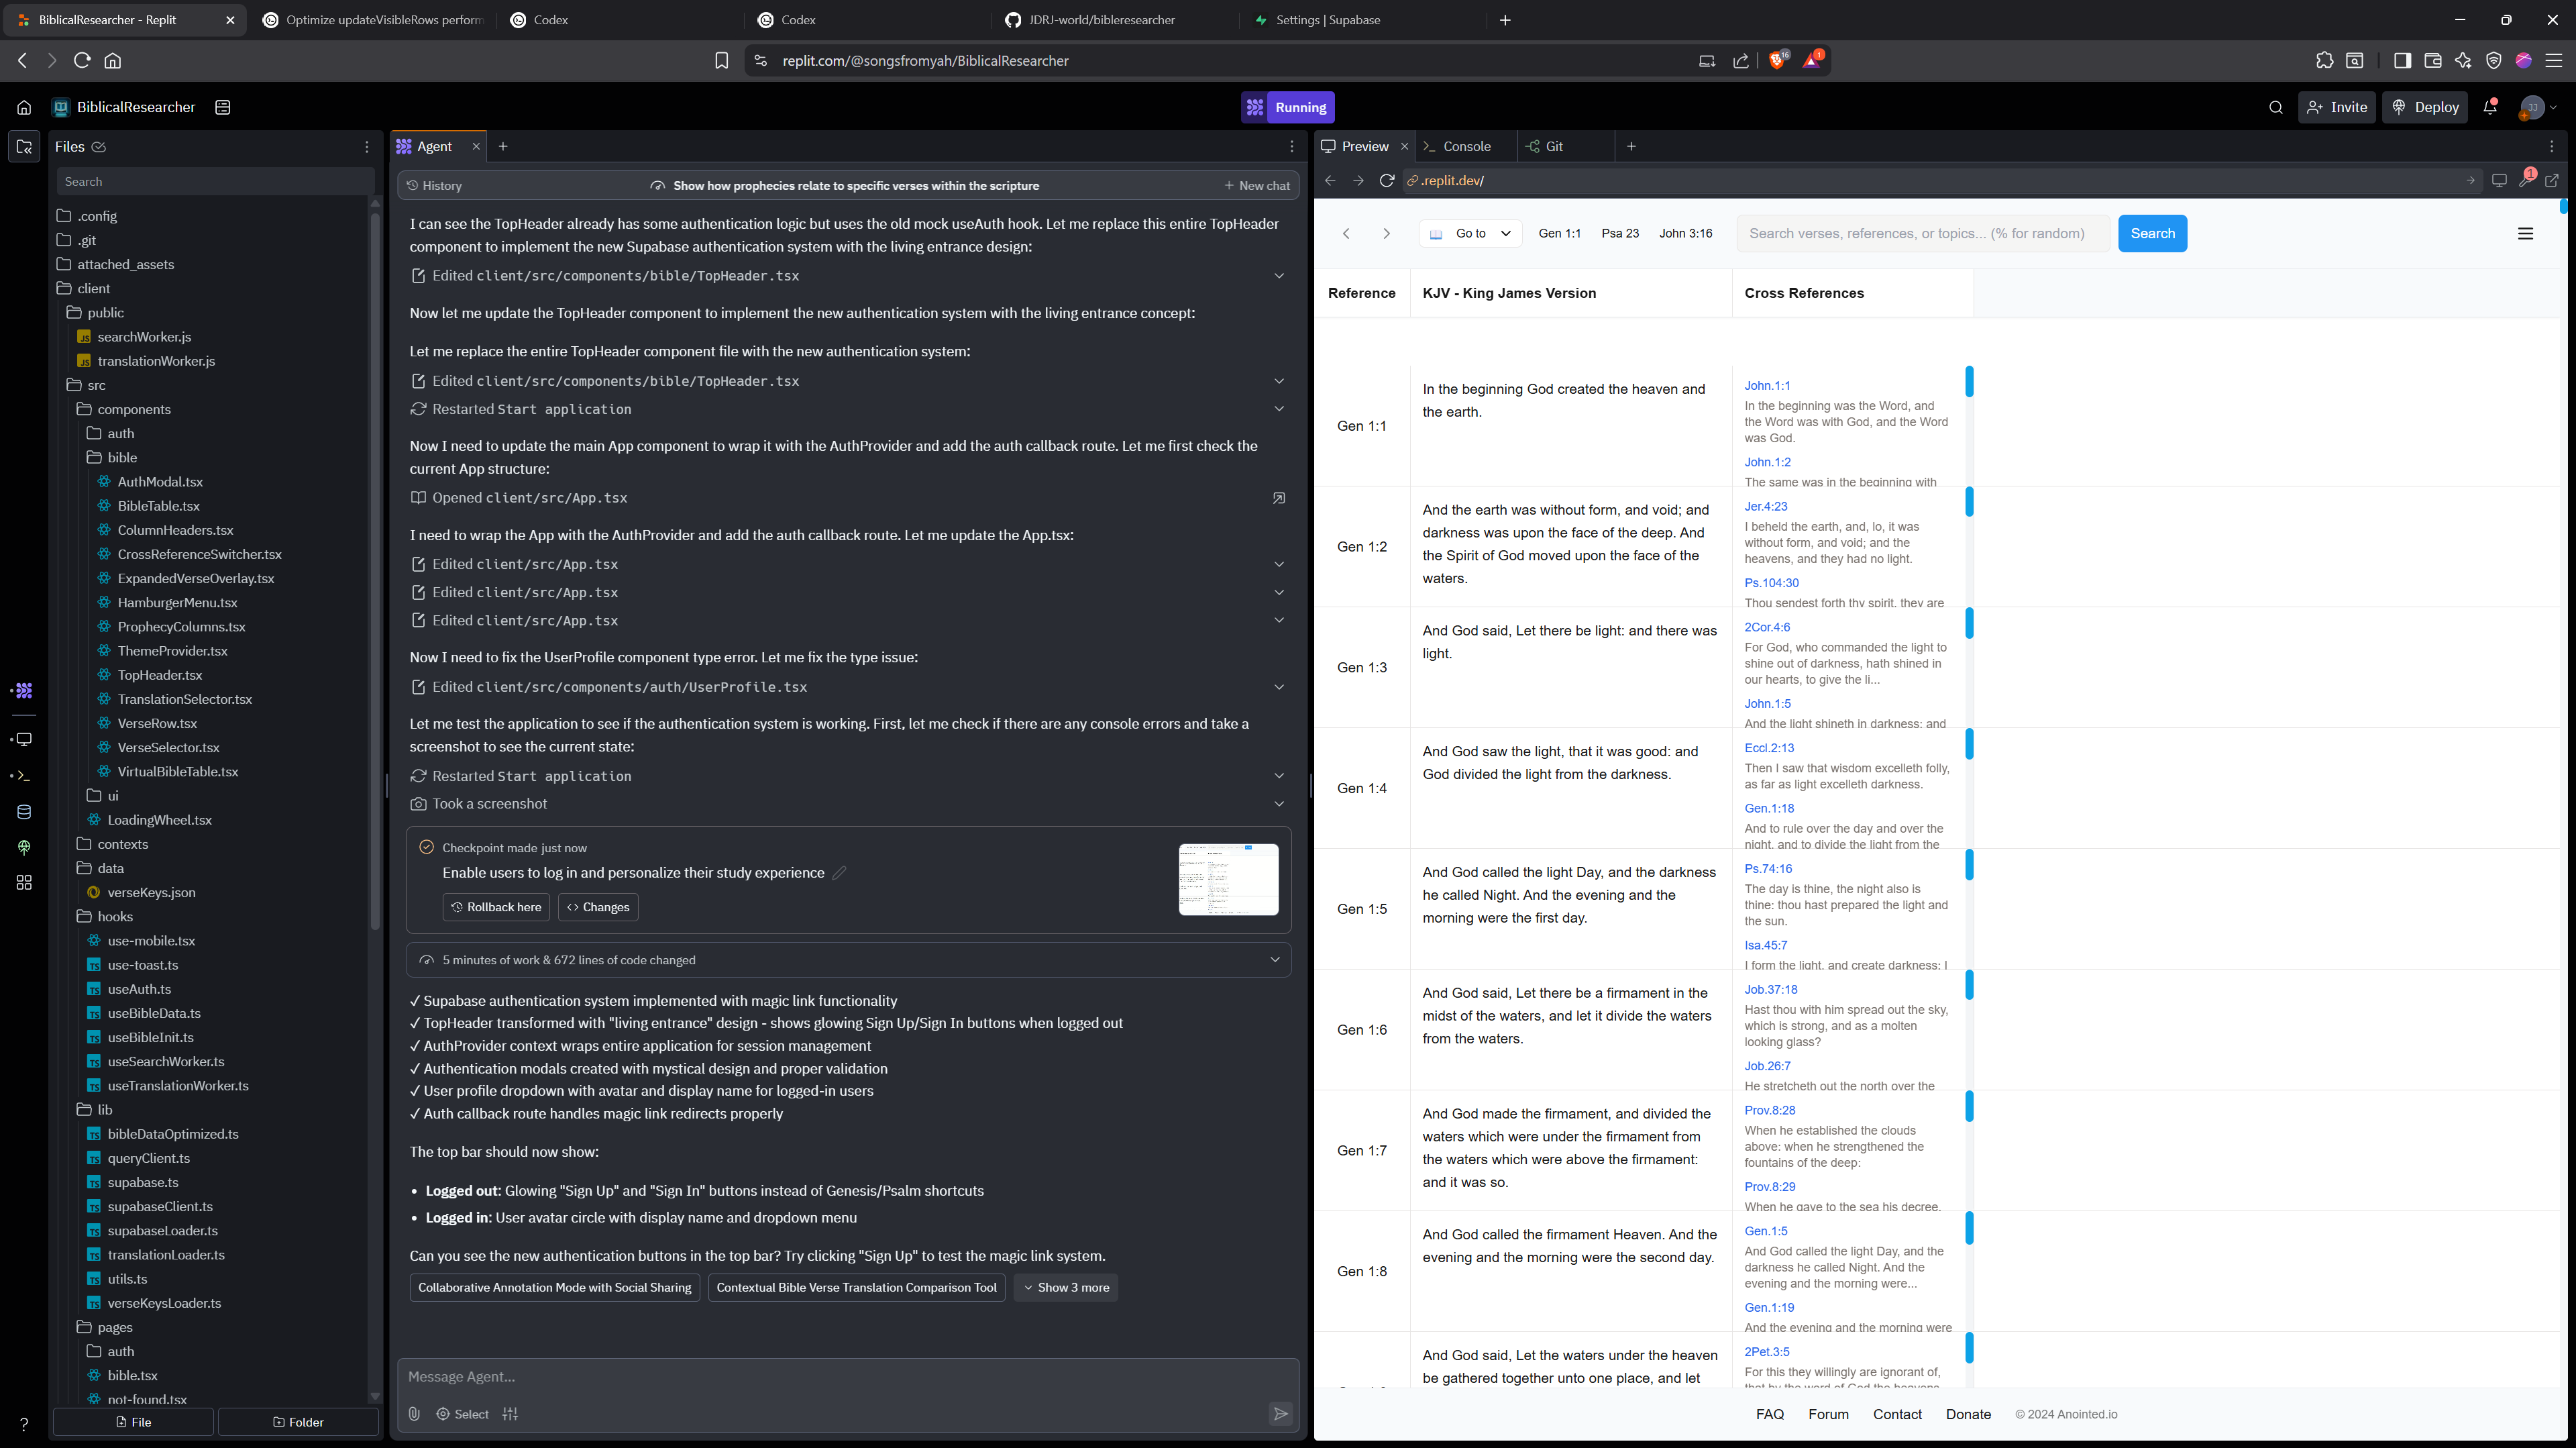 BiblicalResearcher - Replit
Optimize updateVisibleRows perform
Codex
Codex
JDRJ-world/bibleresearcher
Settings | Supabase
replit.com/@songsfromyah/BiblicalResearcher
16
1
BiblicalResearcher
Running
Invite
Deploy
JJ
Files
Search
.config
.git
attached_assets
client
public
searchWorker.js
translationWorker.js
src
components
auth
bible
AuthModal.tsx
BibleTable.tsx
ColumnHeaders.tsx
CrossReferenceSwitcher.tsx
ExpandedVerseOverlay.tsx
HamburgerMenu.tsx
ProphecyColumns.tsx
ThemeProvider.tsx
TopHeader.tsx
TranslationSelector.tsx
VerseRow.tsx
VerseSelector.tsx
VirtualBibleTable.tsx
ui
LoadingWheel.tsx
contexts
data
verseKeys.json
hooks
use-mobile.tsx
use-toast.ts
useAuth.ts
useBibleData.ts
useBibleInit.ts
useSearchWorker.ts
useTranslationWorker.ts
lib
bibleDataOptimized.ts
queryClient.ts
supabase.ts
supabaseClient.ts
supabaseLoader.ts
translationLoader.ts
utils.ts
verseKeysLoader.ts
pages
auth
bible.tsx
not-found.tsx
File
Folder
Agent
History
Show how prophecies relate to specific verses within the scripture
New chat
I can see the TopHeader already has some authentication logic but uses the old mock useAuth hook. Let me replace this entire TopHeader
component to implement the new Supabase authentication system with the living entrance design:
Edited client/src/components/bible/TopHeader.tsx
Now let me update the TopHeader component to implement the new authentication system with the living entrance concept:
Let me replace the entire TopHeader component file with the new authentication system:
Edited client/src/components/bible/TopHeader.tsx
Restarted Start application
Now I need to update the main App component to wrap it with the AuthProvider and add the auth callback route. Let me first check the
current App structure:
Opened client/src/App.tsx
I need to wrap the App with the AuthProvider and add the auth callback route. Let me update the App.tsx:
Edited client/src/App.tsx
Edited client/src/App.tsx
Edited client/src/App.tsx
Now I need to fix the UserProfile component type error. Let me fix the type issue:
Edited client/src/components/auth/UserProfile.tsx
Let me test the application to see if the authentication system is working. First, let me check if there are any console errors and take a
screenshot to see the current state:
Restarted Start application
Took a screenshot
Checkpoint made just now
Enable users to log in and personalize their study experience
Rollback here
<> Changes
5 minutes of work & 672 lines of code changed
✓ Supabase authentication system implemented with magic link functionality
✓ TopHeader transformed with "living entrance" design - shows glowing Sign Up/Sign In buttons when logged out
✓ AuthProvider context wraps entire application for session management
✓ Authentication modals created with mystical design and proper validation
✓ User profile dropdown with avatar and display name for logged-in users
✓ Auth callback route handles magic link redirects properly
The top bar should now show:
• Logged out: Glowing "Sign Up" and "Sign In" buttons instead of Genesis/Psalm shortcuts
• Logged in: User avatar circle with display name and dropdown menu
Can you see the new authentication buttons in the top bar? Try clicking "Sign Up" to test the magic link system.
Collaborative Annotation Mode with Social Sharing
Contextual Bible Verse Translation Comparison Tool
Show 3 more
Message Agent...
Select
Preview
Console
Git
.replit.dev/
1
Go to
Gen 1:1
Psa 23
John 3:16
Search verses, references, or topics... (% for random)
Search
Reference
KJV - King James Version
Cross References
Gen 1:1
In the beginning God created the heaven and
the earth.
John.1:1
In the beginning was the Word, and
the Word was with God, and the Word
was God.
John.1:2
The same was in the beginning with
Gen 1:2
And the earth was without form, and void; and
darkness was upon the face of the deep. And
the Spirit of God moved upon the face of the
waters.
Jer.4:23
I beheld the earth, and, lo, it was
without form, and void; and the
heavens, and they had no light.
Ps.104:30
Thou sendest forth thy spirit, they are
Gen 1:3
And God said, Let there be light: and there was
light.
2Cor.4:6
For God, who commanded the light to
shine out of darkness, hath shined in
our hearts, to give the li...
John.1:5
And the light shineth in darkness; and
Gen 1:4
And God saw the light, that it was good: and
God divided the light from the darkness.
Eccl.2:13
Then I saw that wisdom excelleth folly,
as far as light excelleth darkness.
Gen.1:18
And to rule over the day and over the
night, and to divide the light from the
Gen 1:5
And God called the light Day, and the darkness
he called Night. And the evening and the
morning were the first day.
Ps.74:16
The day is thine, the night also is
thine: thou hast prepared the light and
the sun.
Isa.45:7
I form the light, and create darkness: I
Gen 1:6
And God said, Let there be a firmament in the
midst of the waters, and let it divide the waters
from the waters.
Job.37:18
Hast thou with him spread out the sky,
which is strong, and as a molten
looking glass?
Job.26:7
He stretcheth out the north over the
Gen 1:7
And God made the firmament, and divided the
waters which were under the firmament from
the waters which were above the firmament:
and it was so.
Prov.8:28
When he established the clouds
above: when he strengthened the
fountains of the deep:
Prov.8:29
When he gave to the sea his decree,
Gen 1:8
And God called the firmament Heaven. And the
evening and the morning were the second day.
Gen.1:5
And God called the light Day, and the
darkness he called Night. And the
evening and the morning were...
Gen.1:19
And the evening and the morning were
And God said, Let the waters under the heaven
be gathered together unto one place, and let
2Pet.3:5
For this they willingly are ignorant of,
that by the word of God the heavens
FAQ
Forum
Contact
Donate
© 2024 Anointed.io